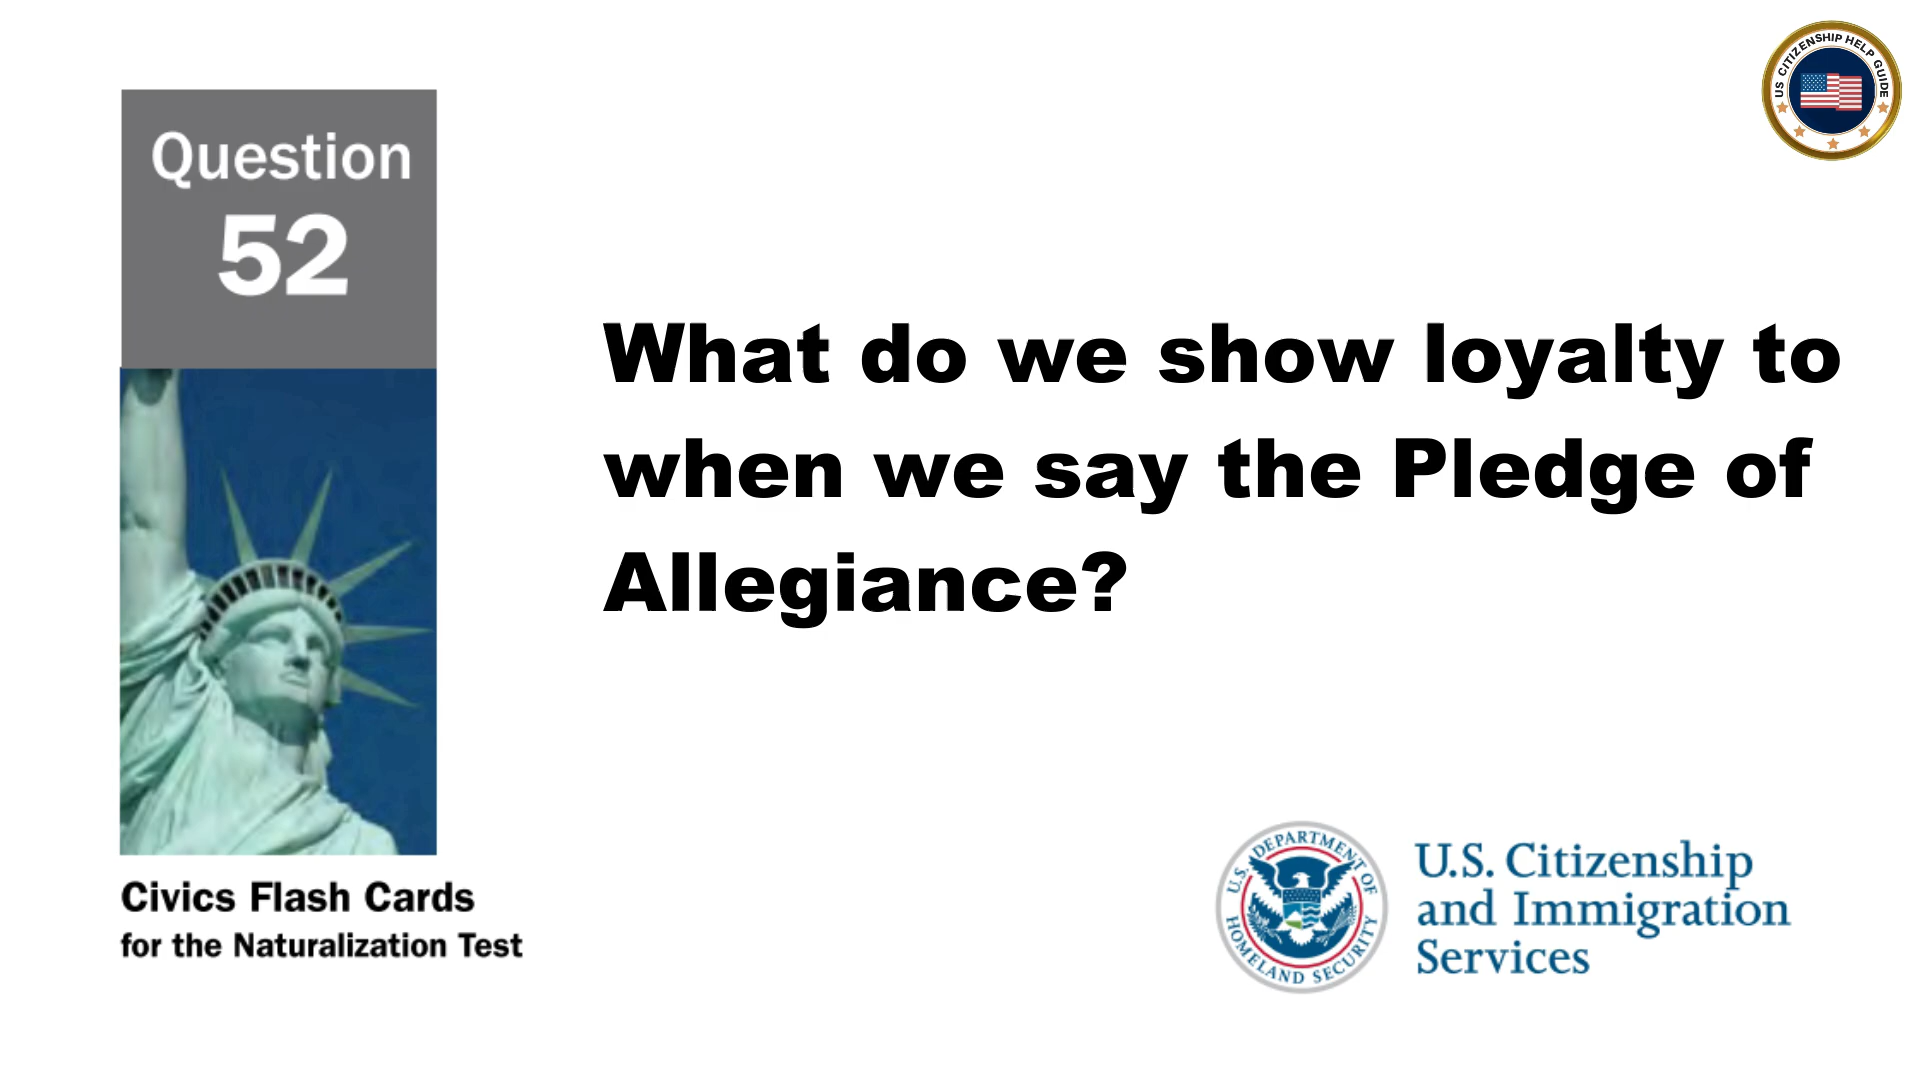 US CITIZENSHIP HELP GUIDE
Question
52
What do we show loyalty to
when we say the Pledge of
Allegiance?
Civics Flash Cards
for the Naturalization Test
U.S. DEPARTMENT OF
HOMELAND SECURITY
U.S. Citizenship
and Immigration
Services